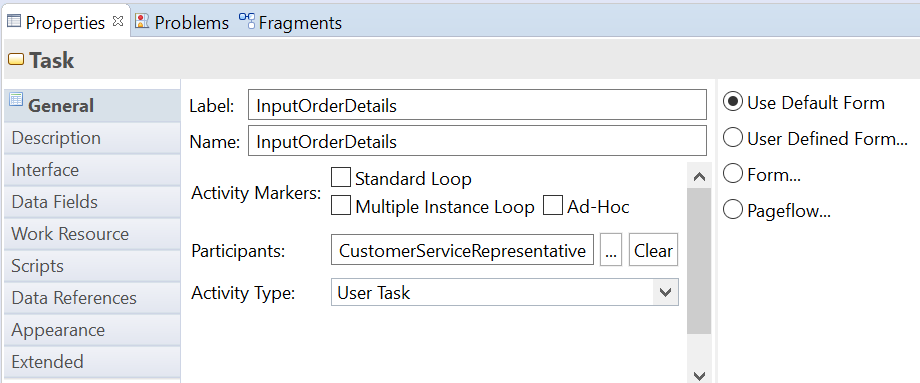 Properties Problems Fragments
Task
General
Description
Interface
Data Fields
Work Resource
Scripts
Data References
Appearance
Extended
Label: InputOrderDetails
Name: InputOrderDetails
Activity Markers: Standard Loop
Multiple Instance Loop Ad-Hoc
Participants: CustomerServiceRepresentative ... Clear
Activity Type: User Task
Use Default Form
User Defined Form...
Form...
Pageflow...